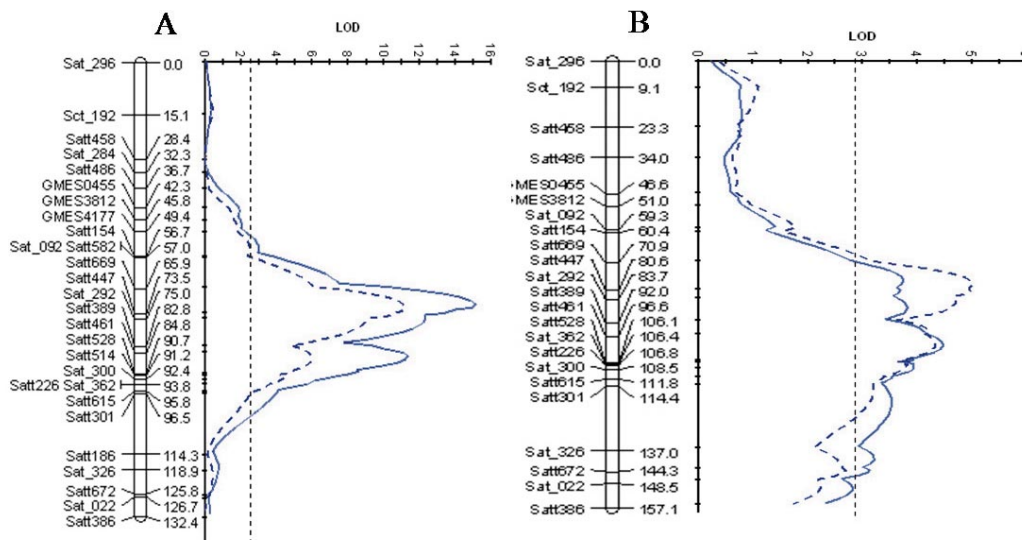 A
LOD
0 2 4 6 8 10 12 14 16
Sat_296 0.0
Sct_192 15.1
Satt458 28.4
Sat_284 32.3
Satt486 36.7
GMES0455 42.3
GMES3812 45.8
GMES4177 49.4
Satt154 56.7
Sat_092 Satt582 57.0
Satt669 65.9
Satt447 73.5
Sat_292 75.0
Satt389 82.8
Satt461 84.8
Satt528 90.7
Satt514 91.2
Sat_300 92.4
Satt226 Sat_362 93.8
Satt615 95.8
Satt301 96.5
Satt186 114.3
Sat_326 118.9
Satt672 125.8
Sat_022 126.7
Satt386 132.4
B
LOD
0 1 2 3 4 5
Sat_296 0.0
Sct_192 9.1
Satt458 23.3
Satt486 34.0
GMES0455 46.6
GMES3812 51.0
Sat_092 59.3
Satt154 60.4
Satt669 70.9
Satt447 80.6
Sat_292 83.7
Satt389 92.0
Satt461 96.6
Satt528 106.1
Sat_362 106.4
Satt226 106.8
Sat_300 108.5
Satt615 111.8
Satt301 114.4
Sat_326 137.0
Satt672 144.3
Sat_022 148.5
Satt386 157.1